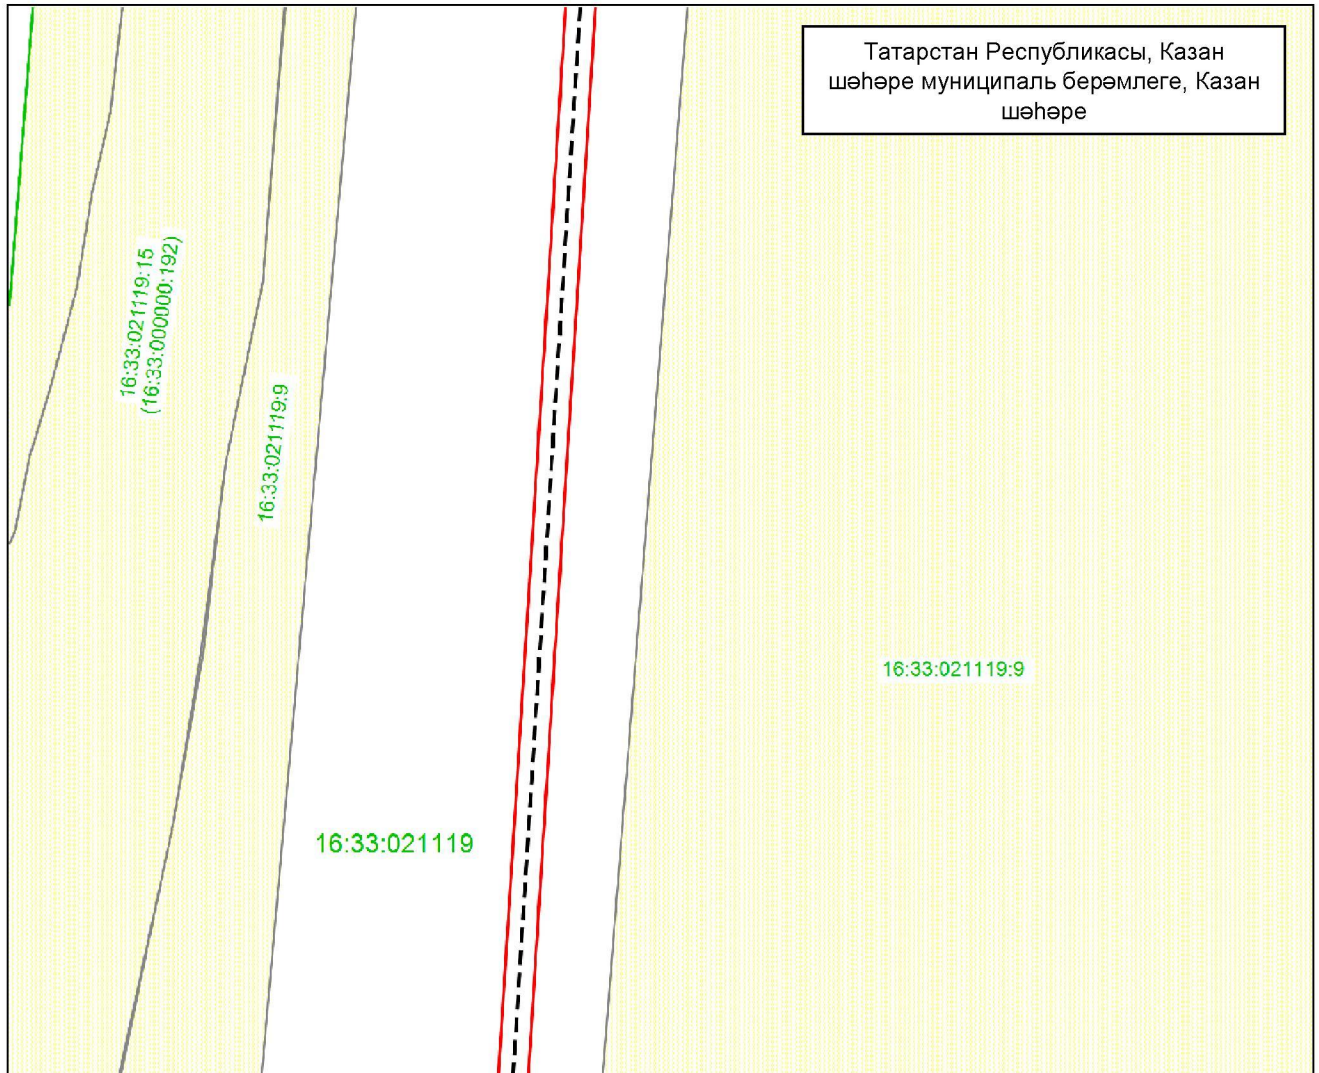 Татарстан Республикасы, Казан
шәһәре муниципаль берәмлеге, Казан
шәһәре
16:33:021119:15
(16:33:000000:192)
16:33:021119:9
16:33:021119:9
16:33:021119